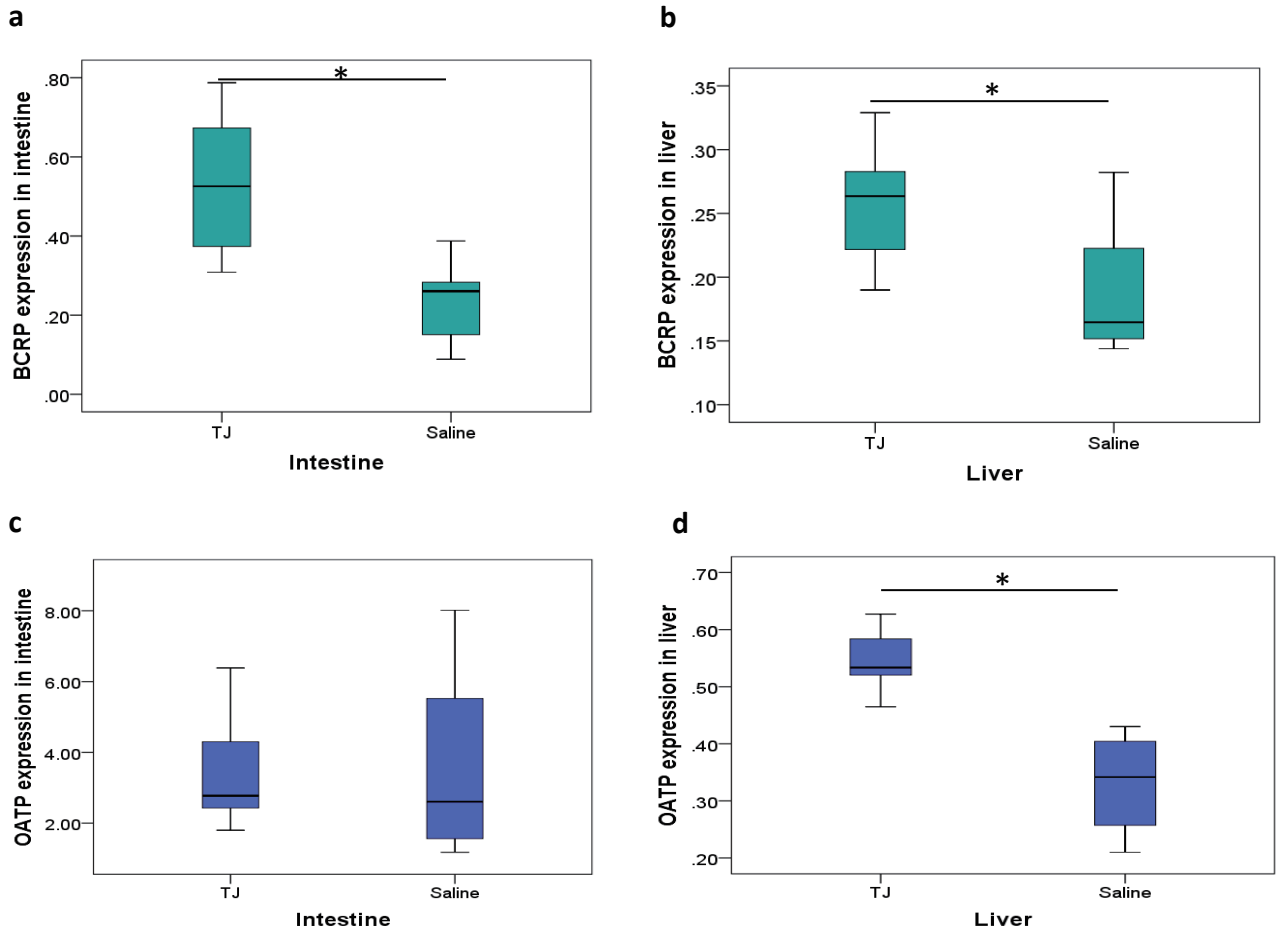 a
*
.80
.60
.40
.20
.00
BCRP expression in intestine
TJ
Saline
Intestine
b
*
.35
.30
.25
.20
.15
.10
BCRP expression in liver
TJ
Saline
Liver
c
8.00
6.00
4.00
2.00
OATP expression in intestine
TJ
Saline
Intestine
d
*
.70
.60
.50
.40
.30
.20
OATP expression in liver
TJ
Saline
Liver